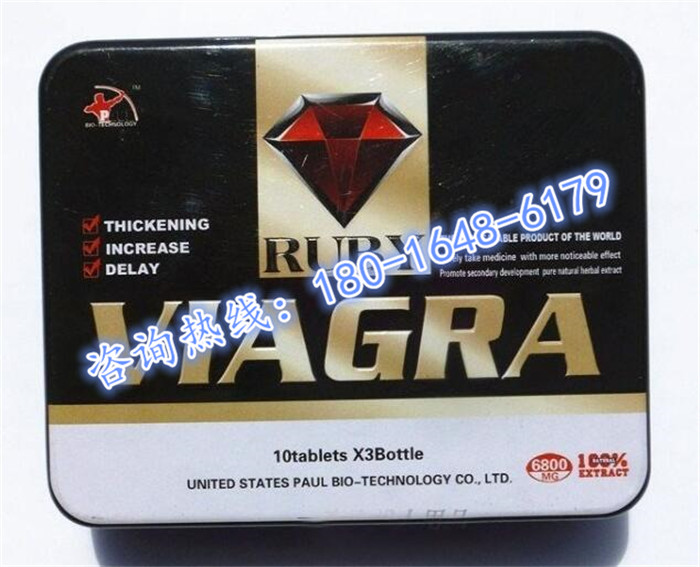 P
BIO-TECHNOLOGY
TM
THICKENING
INCREASE
DELAY
RUBY
VIAGRA
ABLE PRODUCT OF THE WORLD
take medicine with more noticeable effect
Promote secondary development pure natural herbal extract
咨询热线：180-1648-6179
10tablets X3Bottle
UNITED STATES PAUL BIO-TECHNOLOGY CO., LTD.
6800
MG
NATURAL
100%
EXTRACT